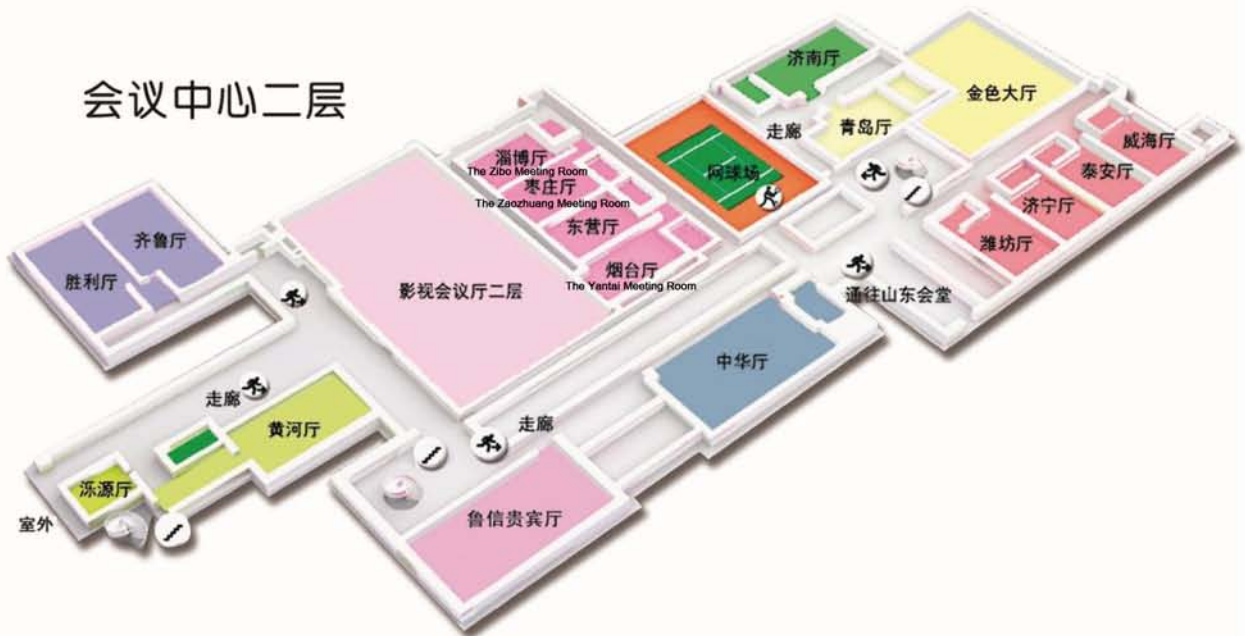 会议中心二层
济南厅
金色大厅
走廊
青岛厅
威海厅
淄博厅
The Zibo Meeting Room
网球场
泰安厅
枣庄厅
The Zaozhuang Meeting Room
济宁厅
东营厅
潍坊厅
齐鲁厅
胜利厅
烟台厅
The Yantai Meeting Room
影视会议厅二层
通往山东会堂
中华厅
走廊
黄河厅
走廊
泺源厅
鲁信贵宾厅
室外